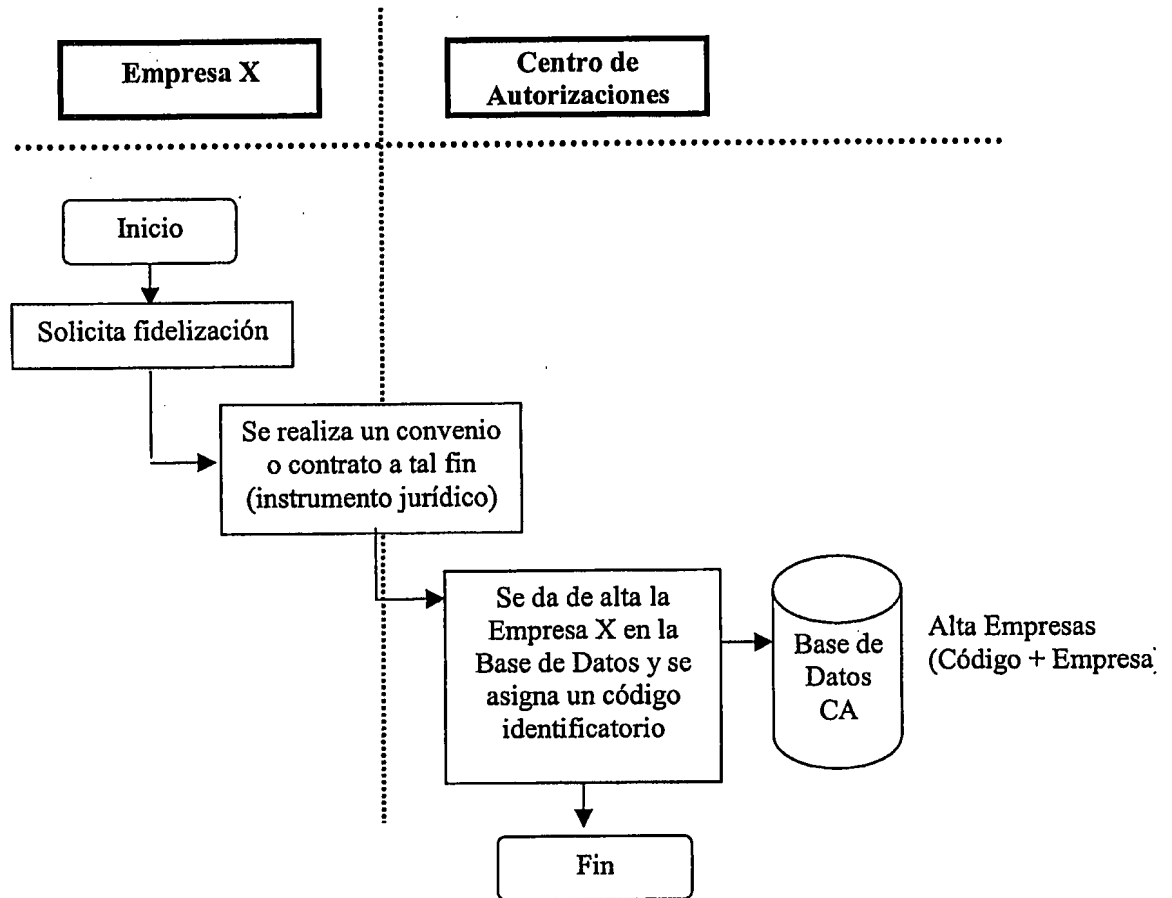 Empresa X
Centro de
Autorizaciones
Inicio
Solicita fidelización
Se realiza un convenio
o contrato a tal fin
(instrumento jurídico)
Se da de alta la
Empresa X en la
Base de Datos y se
asigna un código
identificatorio
Base de
Datos
CA
Alta Empresas
(Código + Empresa)
Fin